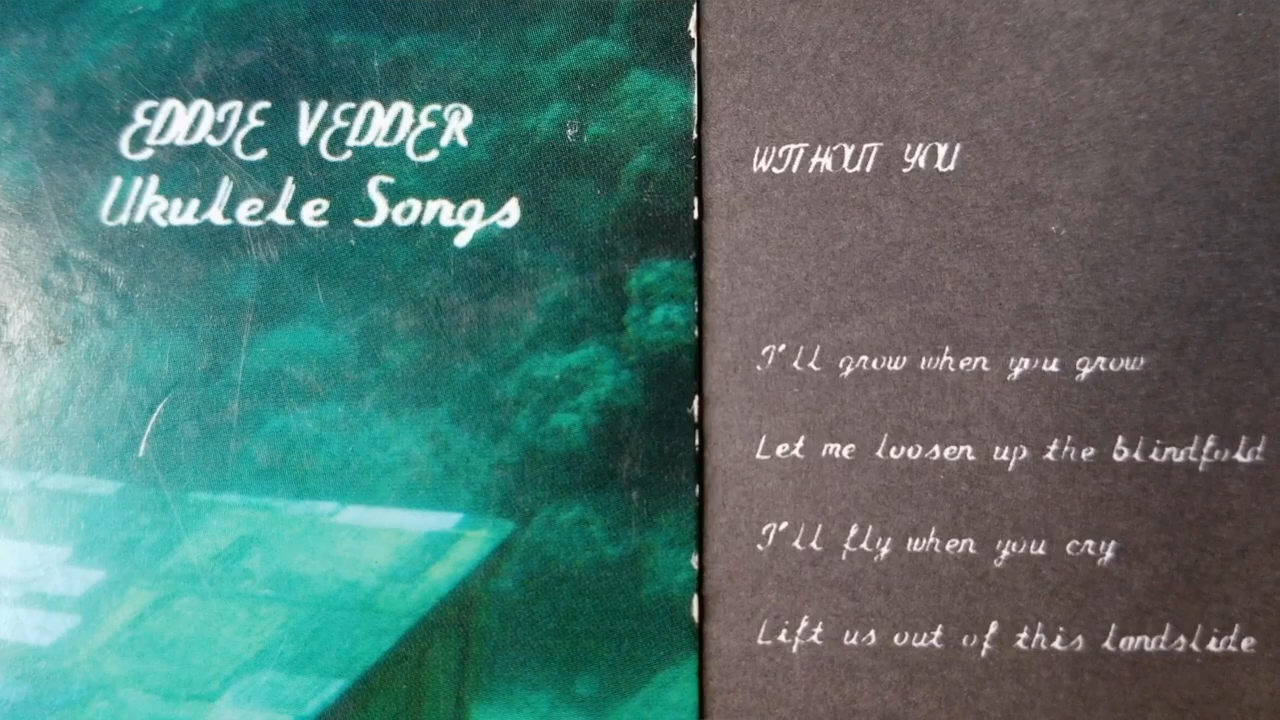 EDDIE VEDDER
Ukulele Songs
WITHOUT YOU
I'll grow when you grow
Let me loosen up the blindfold
I'll fly when you cry
Lift us out of this landslide